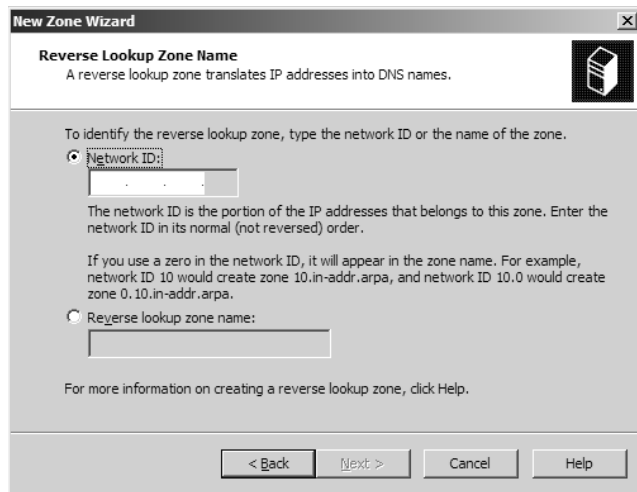 New Zone Wizard
Reverse Lookup Zone Name
A reverse lookup zone translates IP addresses into DNS names.
To identify the reverse lookup zone, type the network ID or the name of the zone.
Network ID:
. . .
The network ID is the portion of the IP addresses that belongs to this zone. Enter the
network ID in its normal (not reversed) order.
If you use a zero in the network ID, it will appear in the zone name. For example,
network ID 10 would create zone 10.in-addr.arpa, and network ID 10.0 would create
zone 0.10.in-addr.arpa.
Reverse lookup zone name:
For more information on creating a reverse lookup zone, click Help.
< Back Next > Cancel Help